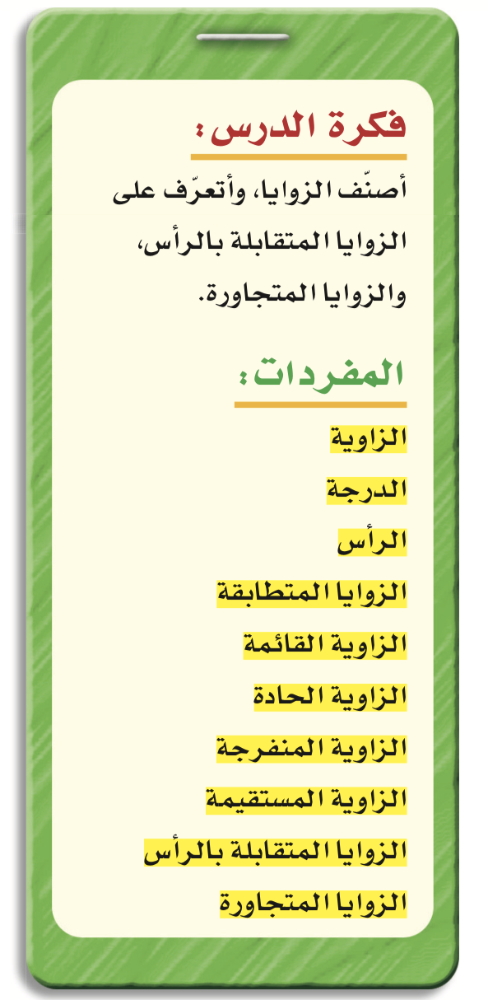 فكرة الدرس:
أصنّف الزوايا، وأتعرّف على
الزوايا المتقابلة بالرأس،
والزوايا المتجاورة.
المفردات:
الزاوية
الدرجة
الرأس
الزوايا المتطابقة
الزاوية القائمة
الزاوية الحادة
الزاوية المنفرجة
الزاوية المستقيمة
الزوايا المتقابلة بالرأس
الزوايا المتجاورة